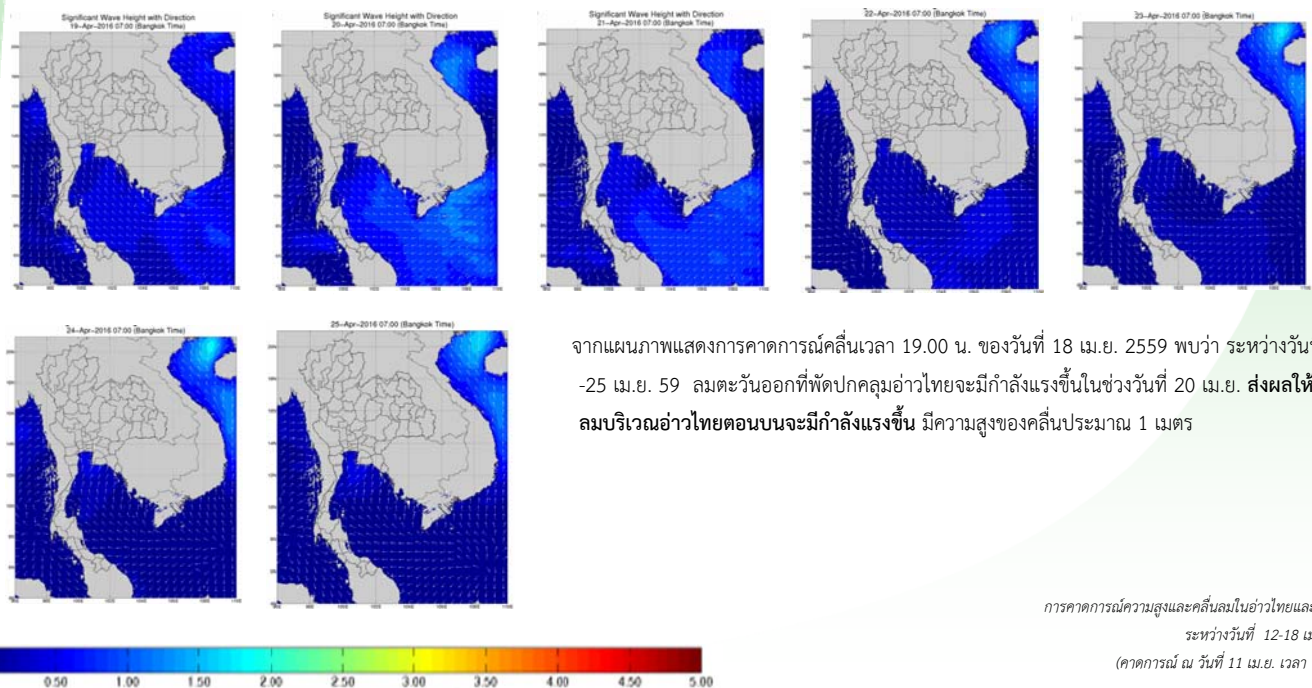 Significant Wave Height with Direction
19-Apr-2016 07:00 (Bangkok Time)
Significant Wave Height with Direction
20-Apr-2016 07:00 (Bangkok Time)
Significant Wave Height with Direction
21-Apr-2016 07:00 (Bangkok Time)
22-Apr-2016 07:00 (Bangkok Time)
23-Apr-2016 07:00 (Bangkok Time)
24-Apr-2016 07:00 (Bangkok Time)
25-Apr-2016 07:00 (Bangkok Time)
จากแผนภาพแสดงการคาดการณ์คลื่นเวลา 19.00 น. ของวันที่ 18 เม.ย. 2559 พบว่า ระหว่างวัน
-25 เม.ย. 59 ลมตะวันออกที่พัดปกคลุมอ่าวไทยจะมีกำลังแรงขึ้นในช่วงวันที่ 20 เม.ย. ส่งผลให้
ลมบริเวณอ่าวไทยตอนบนจะมีกำลังแรงขึ้น มีความสูงของคลื่นประมาณ 1 เมตร
การคาดการณ์ความสูงและคลื่นลมในอ่าวไทยและ
ระหว่างวันที่ 12-18 เม
(คาดการณ์ ณ วันที่ 11 เม.ย. เวลา
0.50 1.00 1.50 2.00 2.50 3.00 3.50 4.00 4.50 5.00